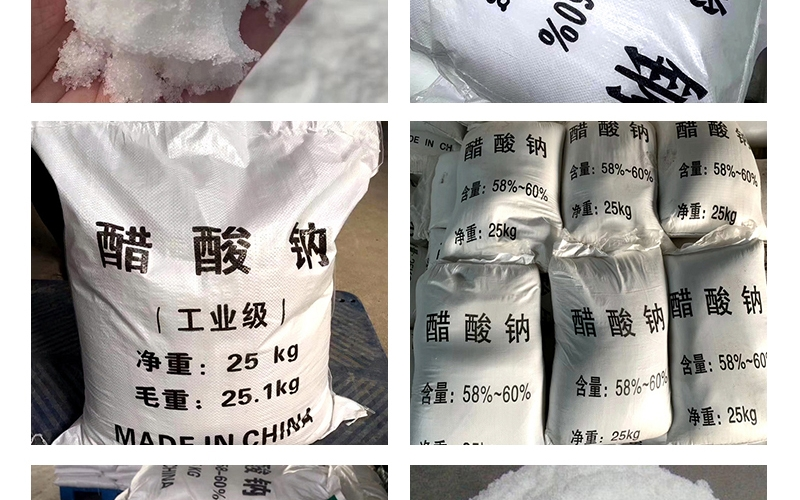 60%
钠
醋 酸 钠
（工业级）
净重：25 kg
毛重：25.1kg
MADE IN CHINA
醋 酸 钠
含量：58%~60%
净重：25kg
醋 酸 钠
含量：58%~60%
净重：25kg
醋 酸 钠
含量：58%~60%
净重：25kg
醋 酸 钠
含量：58%~60%
醋 酸 钠
含量：58%~60%
净重：25kg
醋 酸 钠
含量：58%~60
净重：25kg
酸 钠